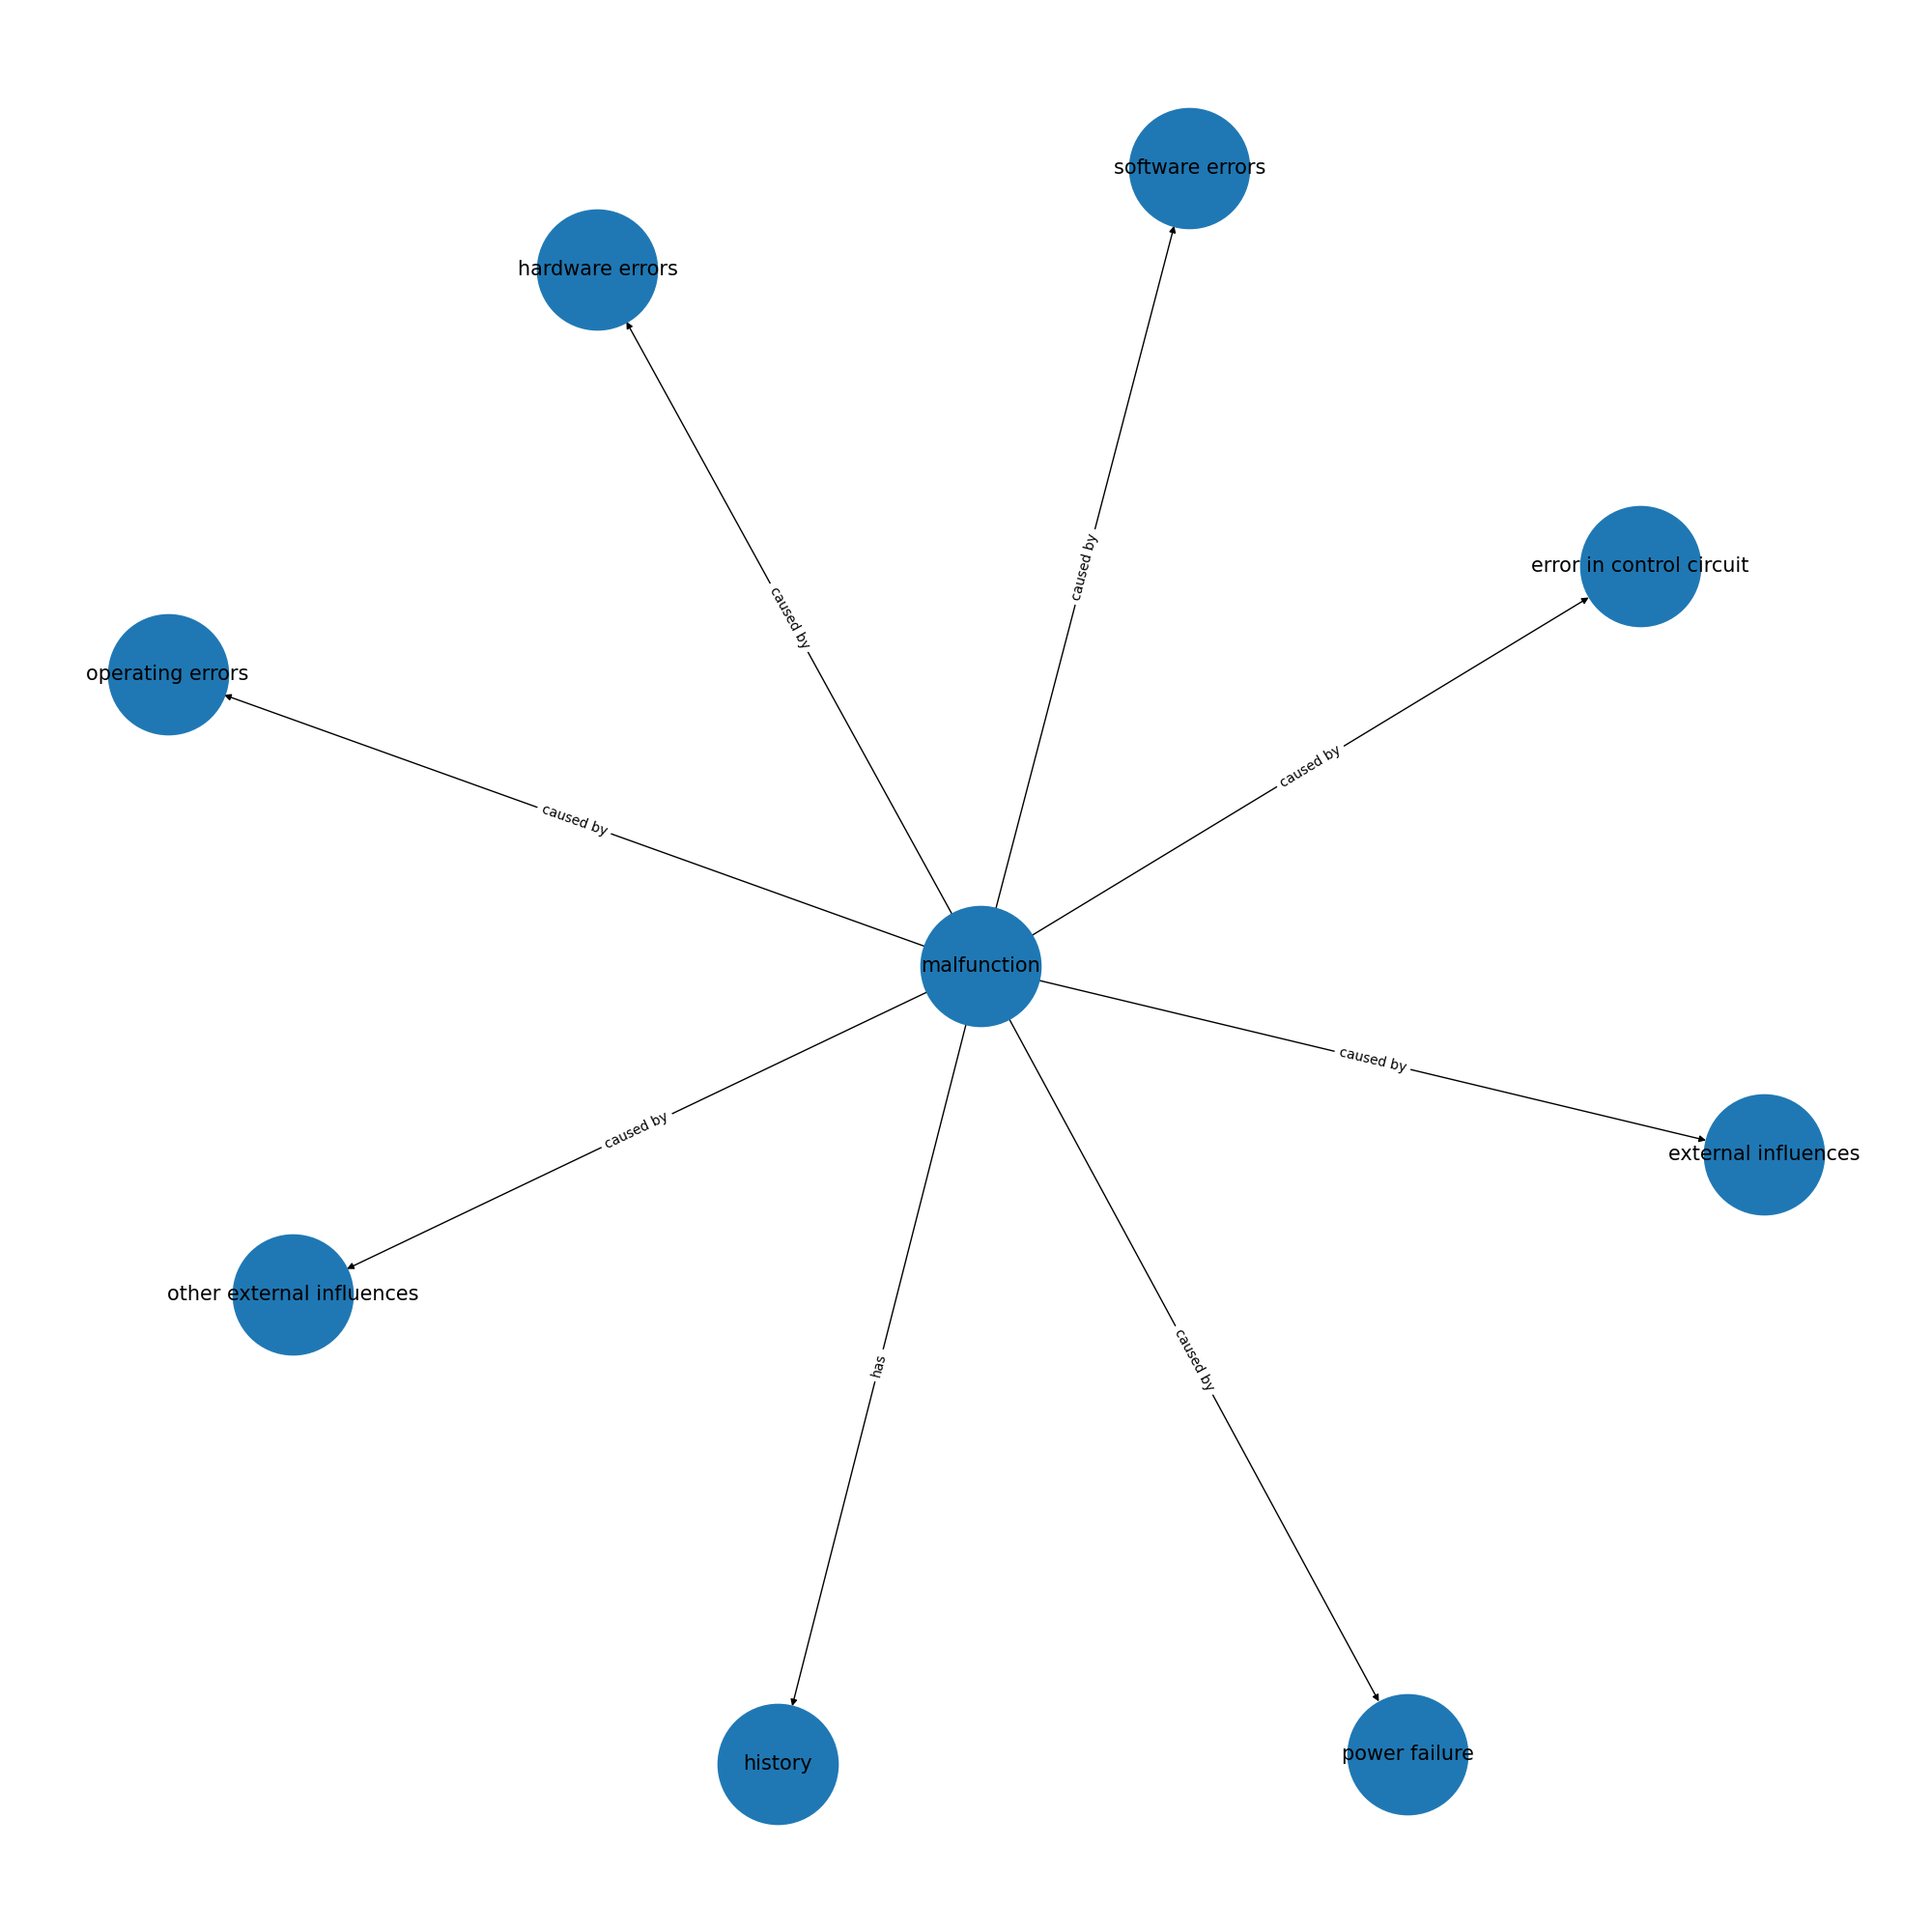 software errors
hardware errors
caused by
error in control circuit
caused by
operating errors
caused by
caused by
malfunction
caused by
caused by
external influences
other external influences
has
caused by
history
power failure